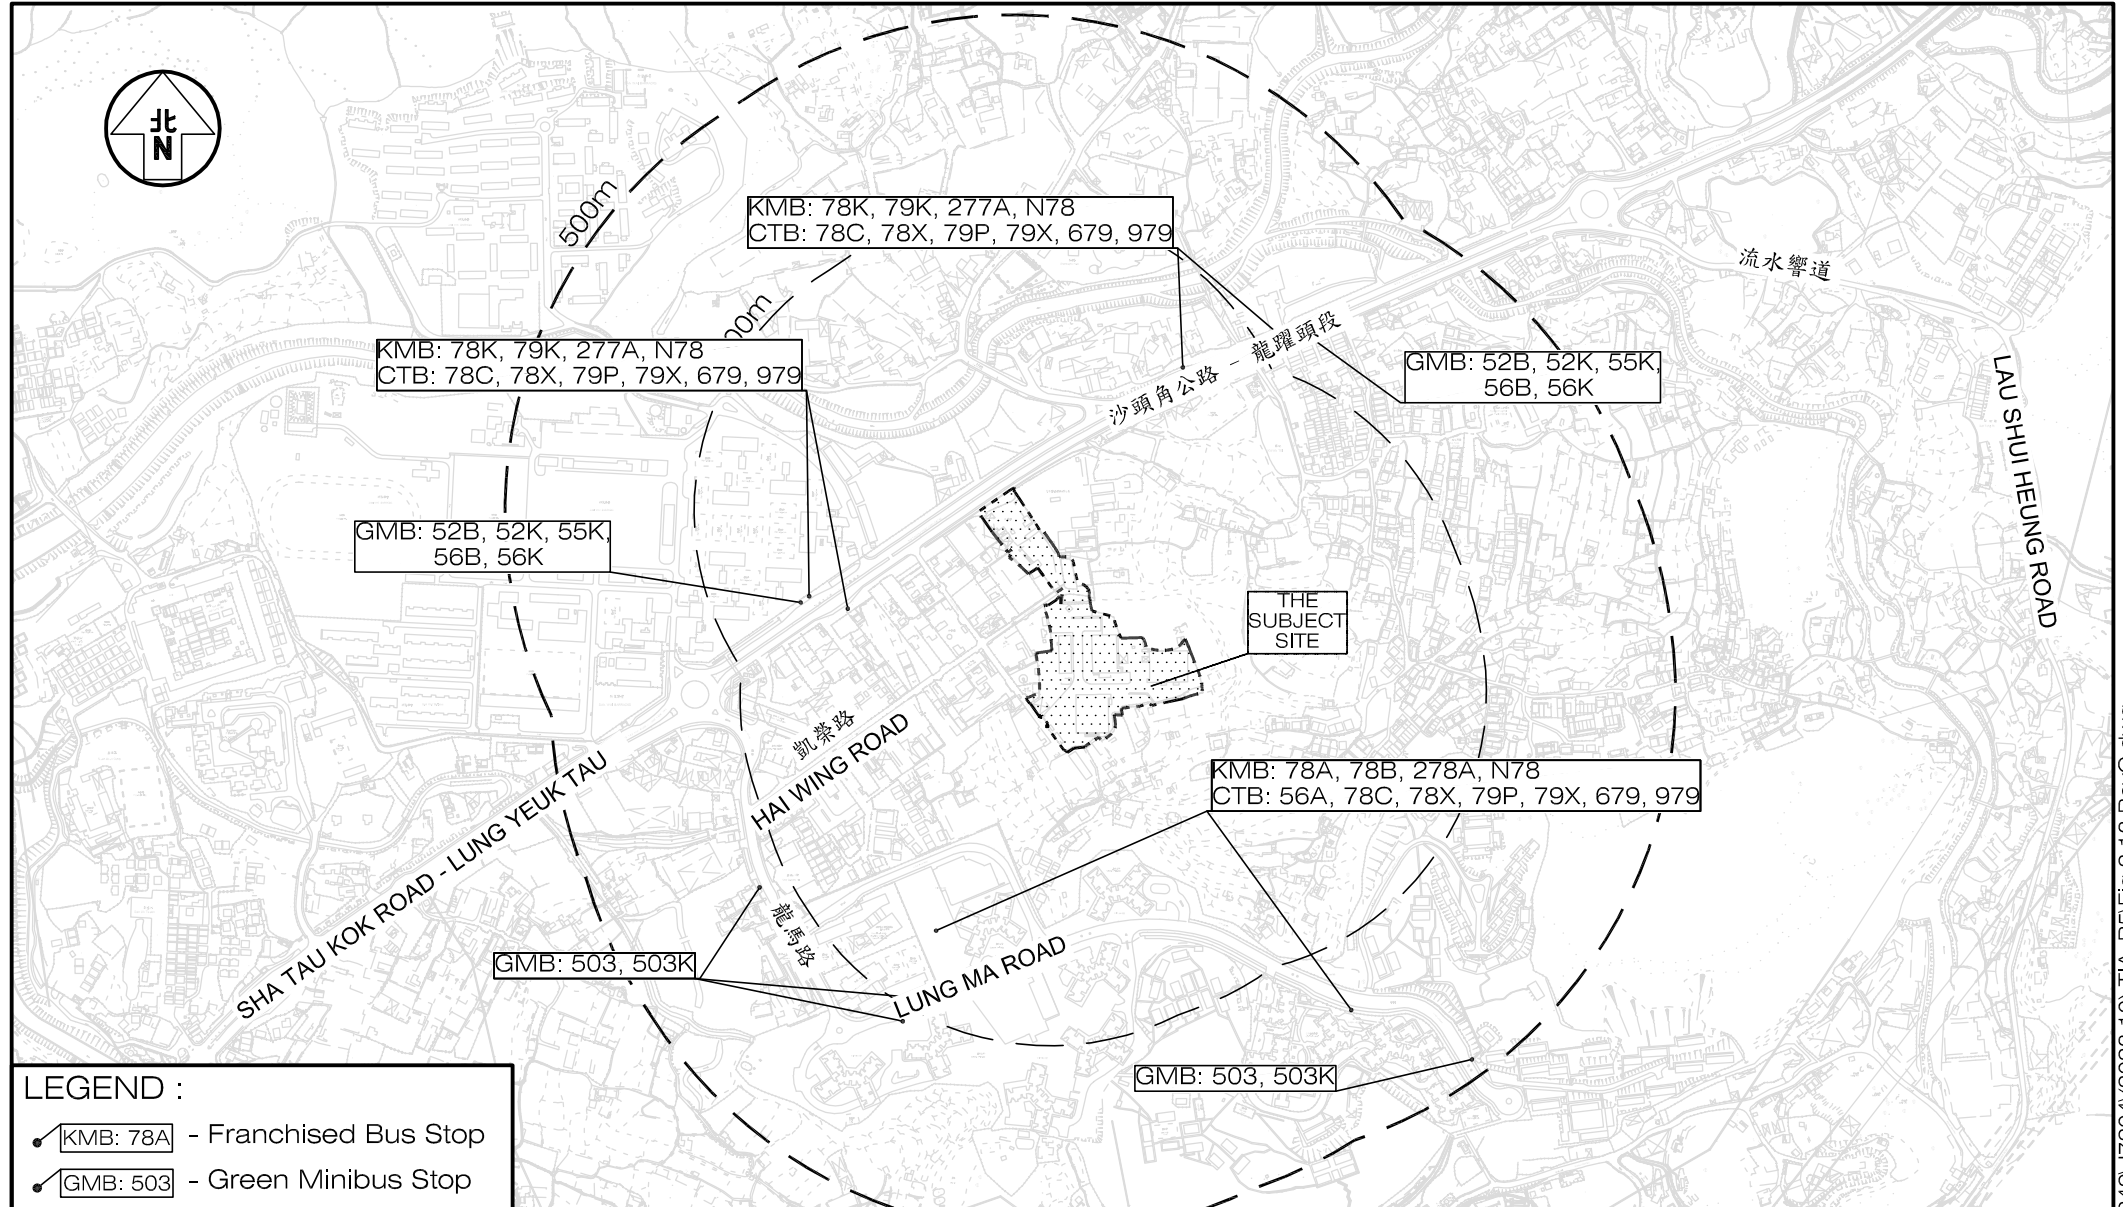 北
N
500m
00m
KMB: 78K, 79K, 277A, N78
CTB: 78C, 78X, 79P, 79X, 679, 979
流水響道
KMB: 78K, 79K, 277A, N78
CTB: 78C, 78X, 79P, 79X, 679, 979
沙頭角公路 - 龍躍頭段
GMB: 52B, 52K, 55K,
56B, 56K
LAU SHUI HEUNG ROAD
GMB: 52B, 52K, 55K,
56B, 56K
THE
SUBJECT
SITE
凱榮路
HAI WING ROAD
KMB: 78A, 78B, 278A, N78
CTB: 56A, 78C, 78X, 79P, 79X, 679, 979
SHA TAU KOK ROAD - LUNG YEUK TAU
龍馬路
GMB: 503, 503K
LUNG MA ROAD
GMB: 503, 503K
LEGEND :
KMB: 78A - Franchised Bus Stop
GMB: 503 - Green Minibus Stop